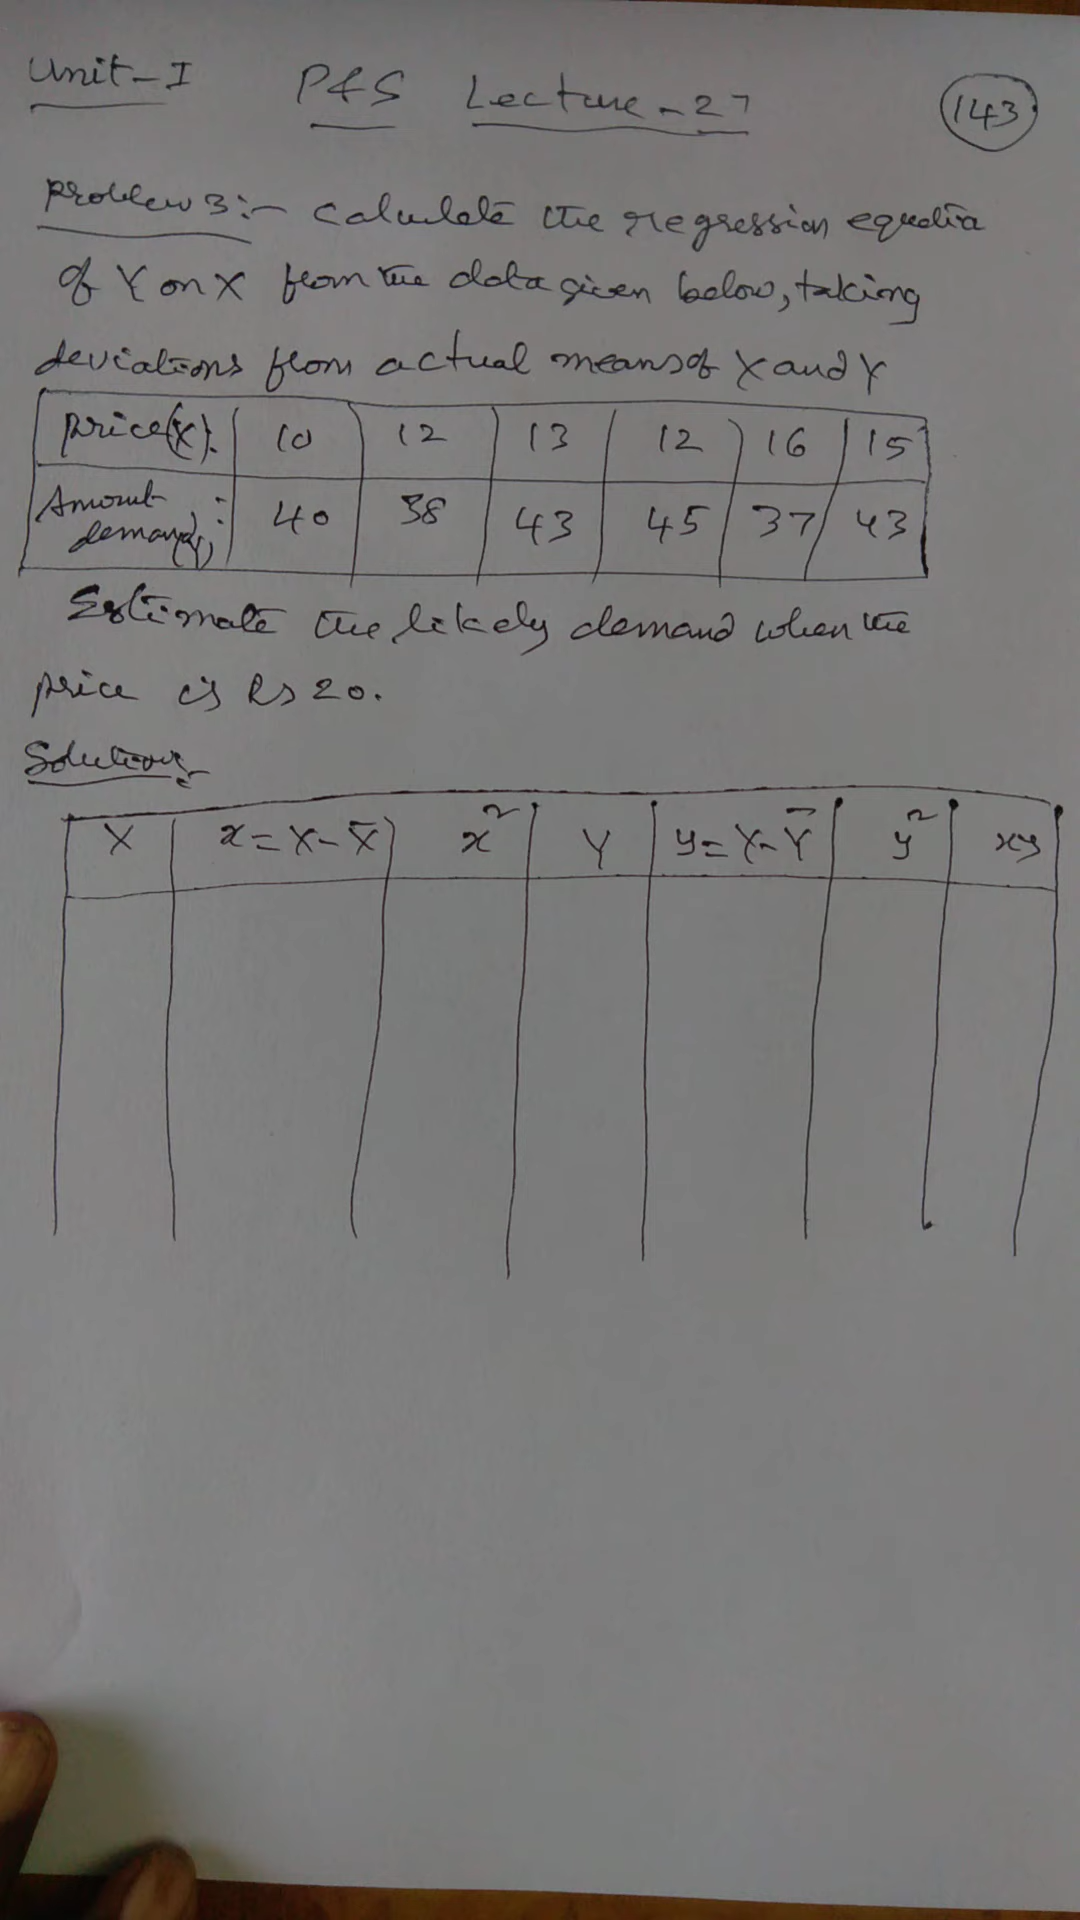 Unit-I P&S Lecture-27 143
Problem 3:- Calculate the regression equation
of Y on X from the data given below, taking
deviations from actual means of X and Y
Price(X): 10 12 13 12 16 15
Amount demand(Y): 40 38 43 45 37 43
Estimate the likely demand when the
price is Rs 20.
Solution:-
X x=X-X̄ x² Y y=Y-Ȳ y² xy